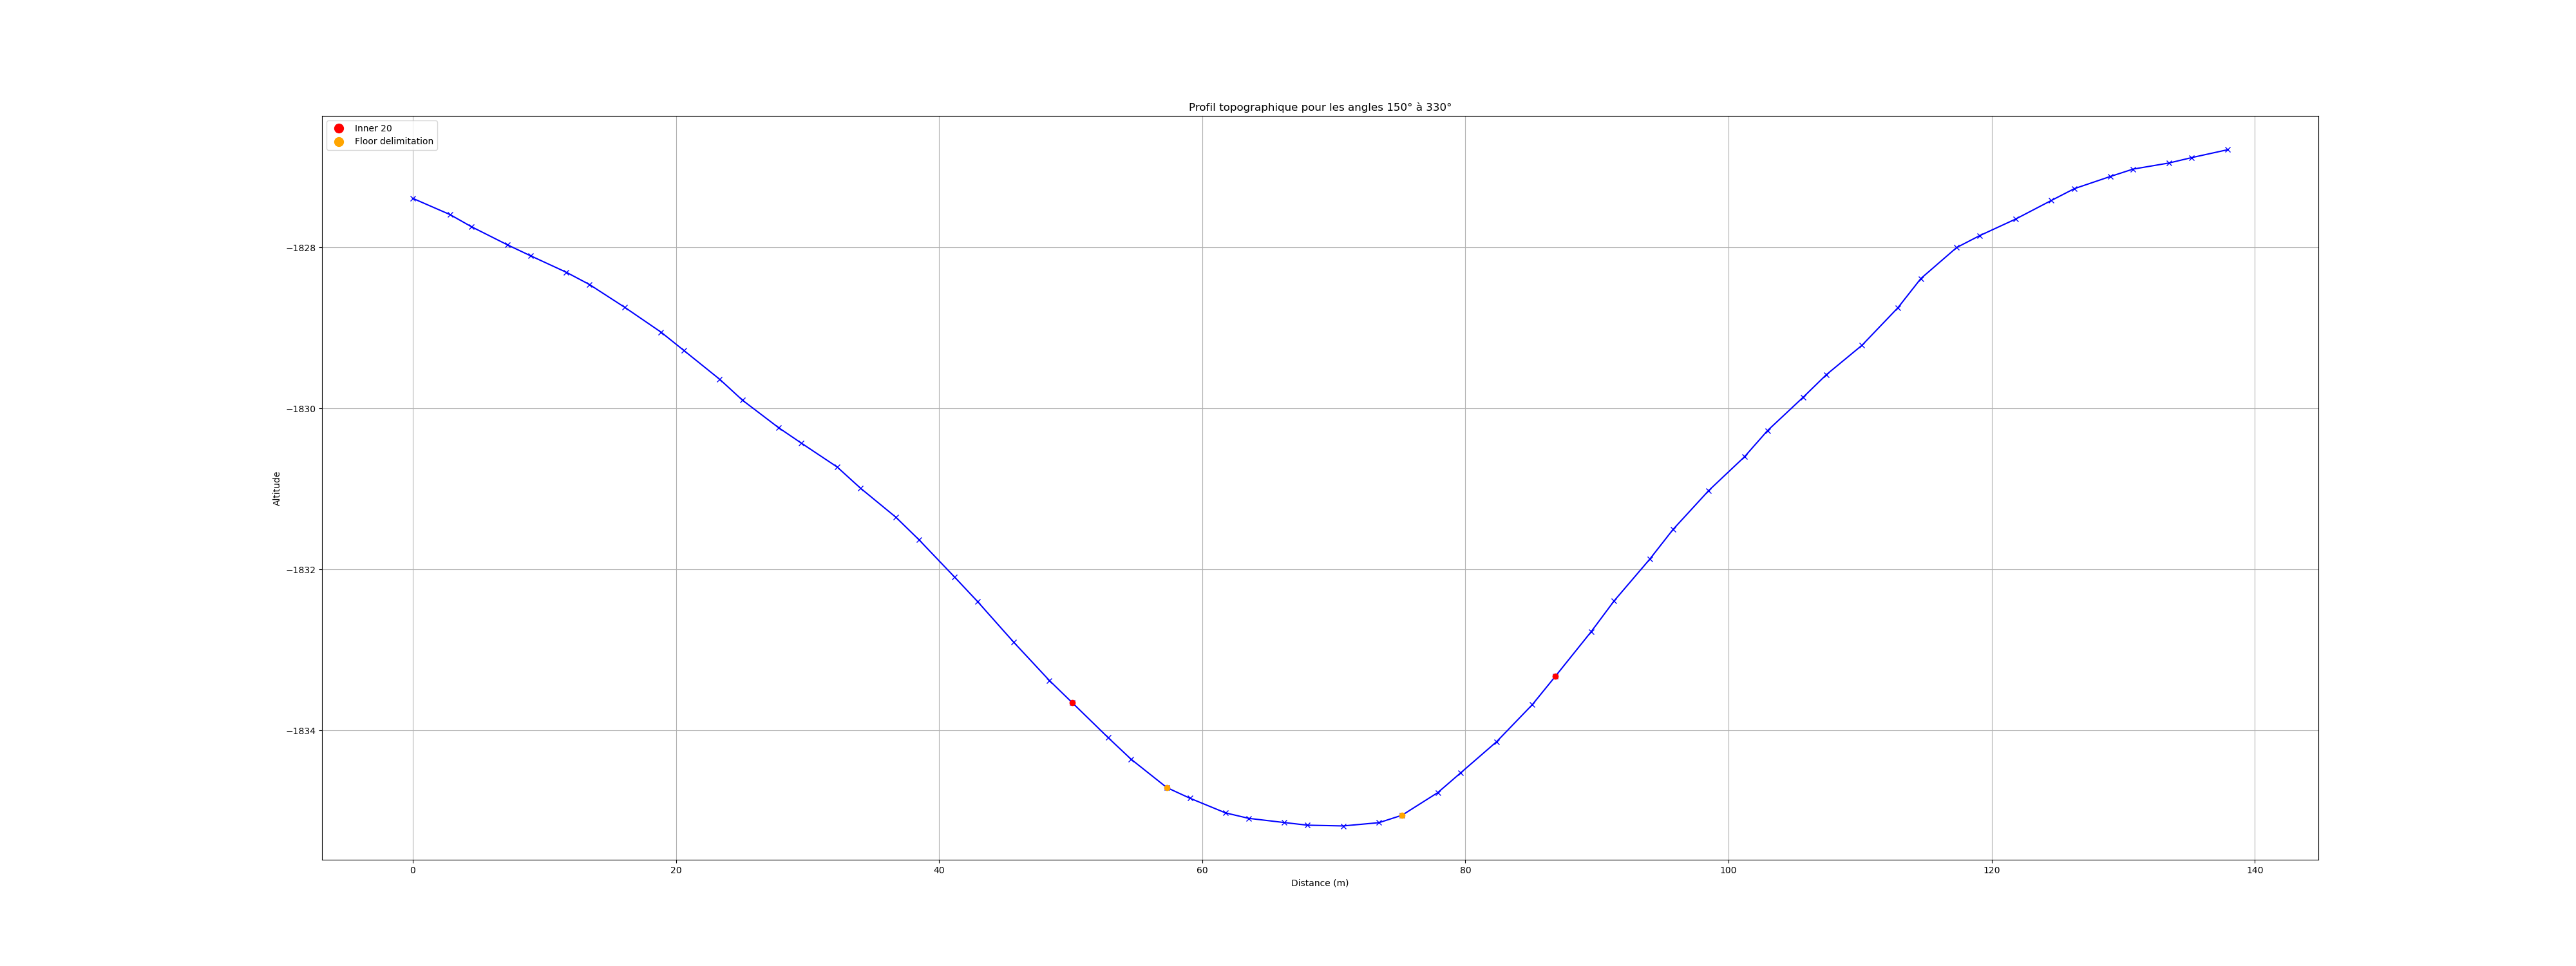 Profil topographique pour les angles 150° à 330°
Inner 20
Floor delimitation
−1828
−1830
−1832
−1834
Altitude
0 20 40 60 80 100 120 140
Distance (m)